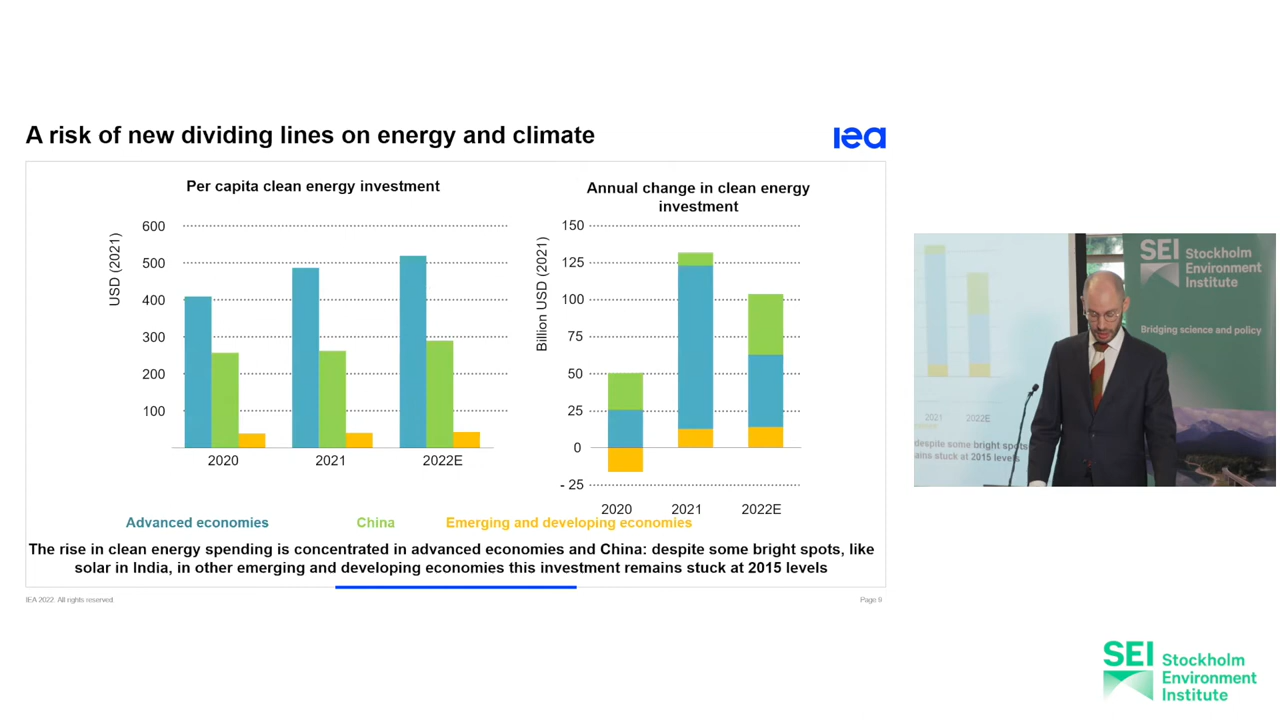 A risk of new dividing lines on energy and climate
iea
Per capita clean energy investment
USD (2021)
600
500
400
300
200
100
2020
2021
2022E
Annual change in clean energy
investment
Billion USD (2021)
150
125
100
75
50
25
0
- 25
2020
2021
2022E
Advanced economies
China
Emerging and developing economies
The rise in clean energy spending is concentrated in advanced economies and China: despite some bright spots, like
solar in India, in other emerging and developing economies this investment remains stuck at 2015 levels
IEA 2022. All rights reserved.
Page 9
SEI Stockholm
Environment
Institute
Bridging science and policy
2021
2022E
despite some bright spots
ains stuck at 2015 levels
SEI Stockholm
Environment
Institute